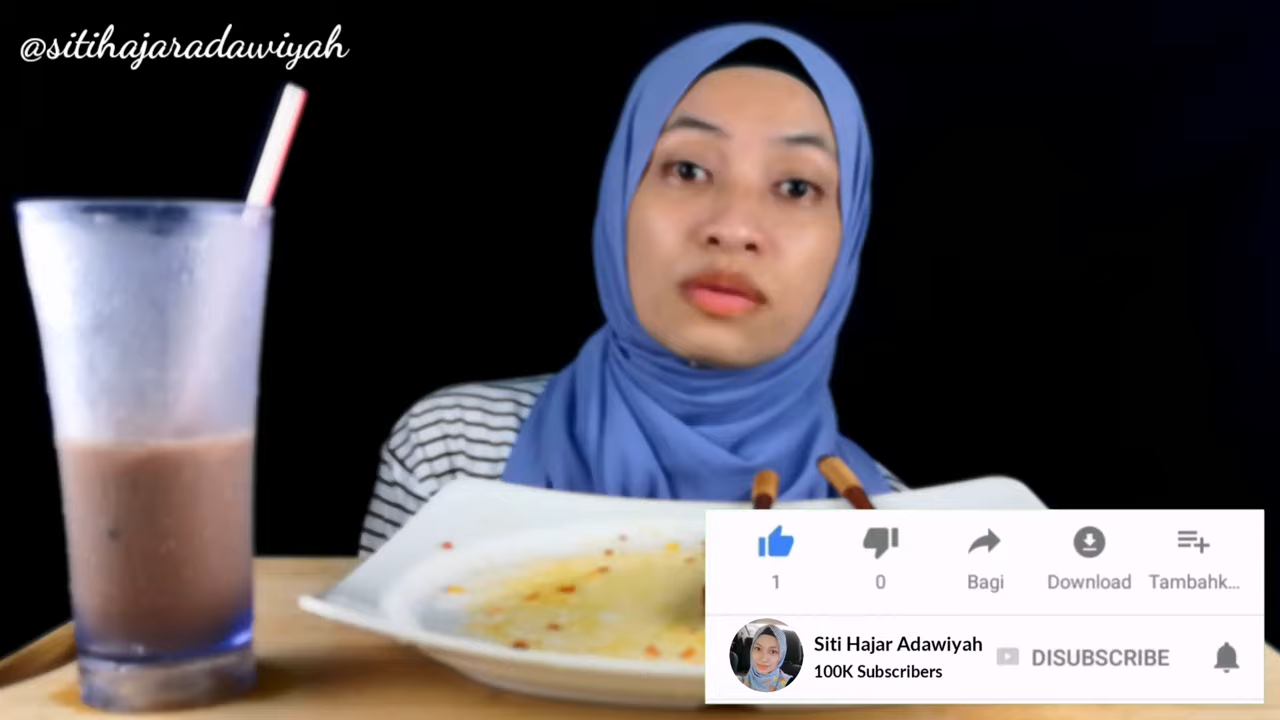 @sitihajaradawiyah
1 0 Bagi Download Tambahk...
Siti Hajar Adawiyah
100K Subscribers
DISUBSCRIBE